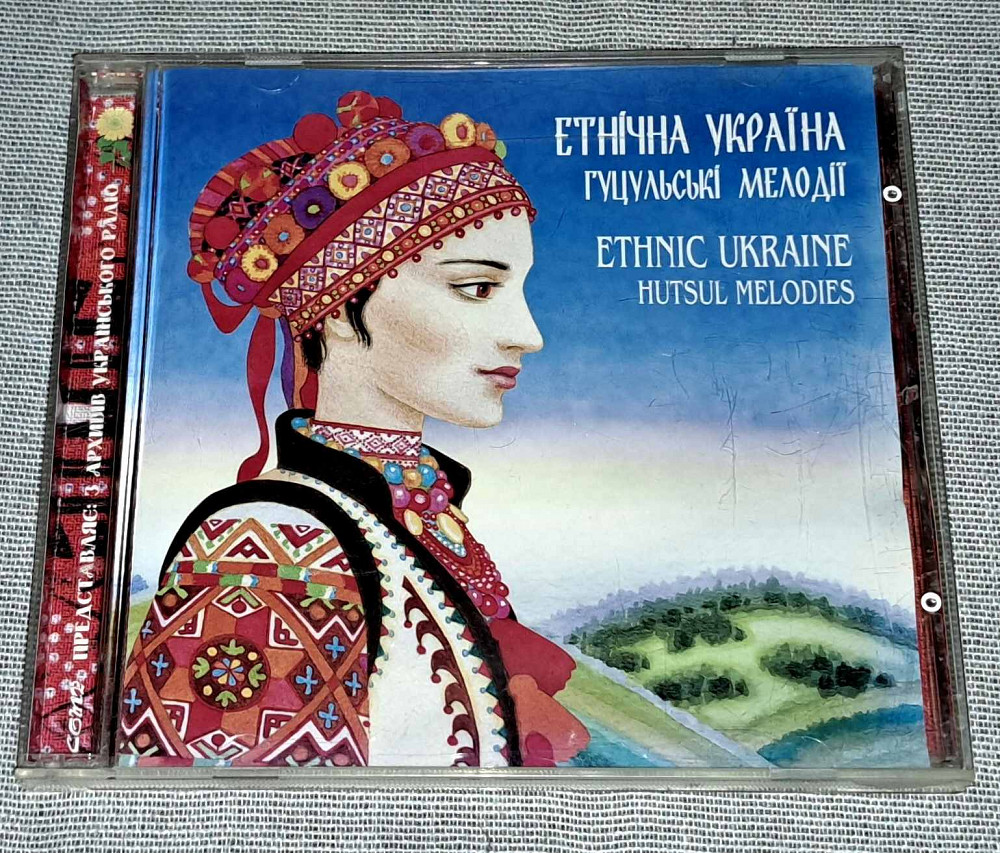 ЕТНІЧНА УКРАЇНА
ГУЦУЛЬСЬКІ МЕЛОДІЇ
ETHNIC UKRAINE
HUTSUL MELODIES
ПРЕДСТАВЛЯЄ: З АРХІВІВ УКРАЇНСЬКОГО РАДІО